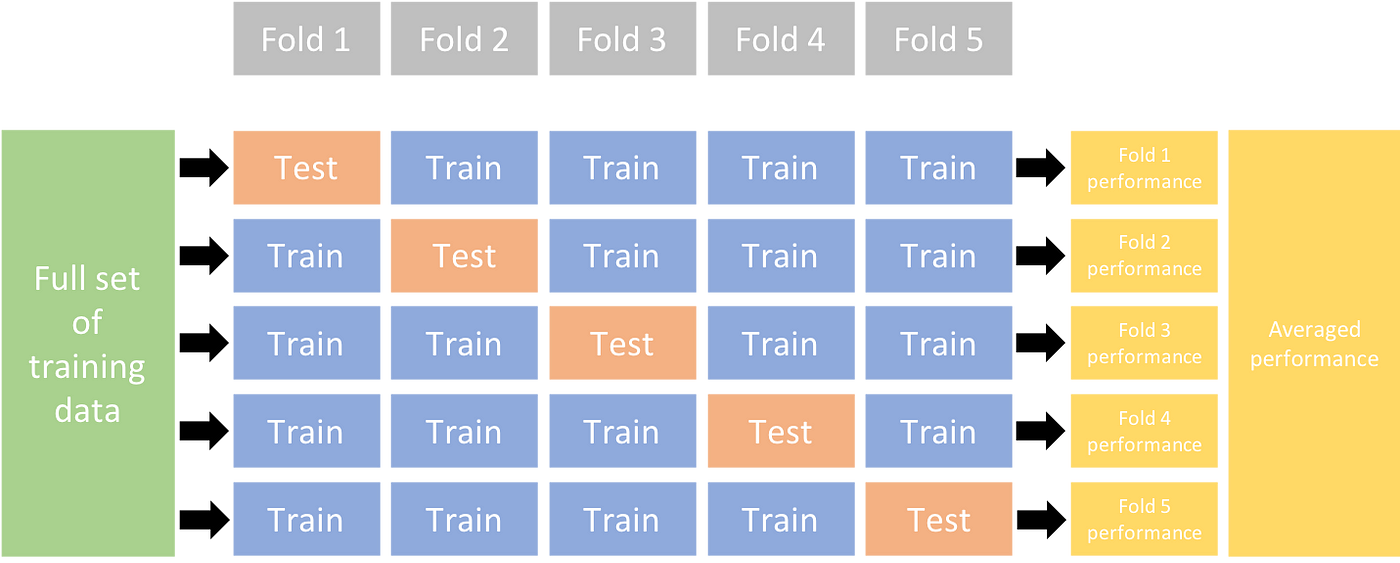 Fold 1
Fold 2
Fold 3
Fold 4
Fold 5
Full set
of
training
data
Test
Train
Train
Train
Train
Fold 1
performance
Train
Test
Train
Train
Train
Fold 2
performance
Train
Train
Test
Train
Train
Fold 3
performance
Train
Train
Train
Test
Train
Fold 4
performance
Train
Train
Train
Train
Test
Fold 5
performance
Averaged
performance